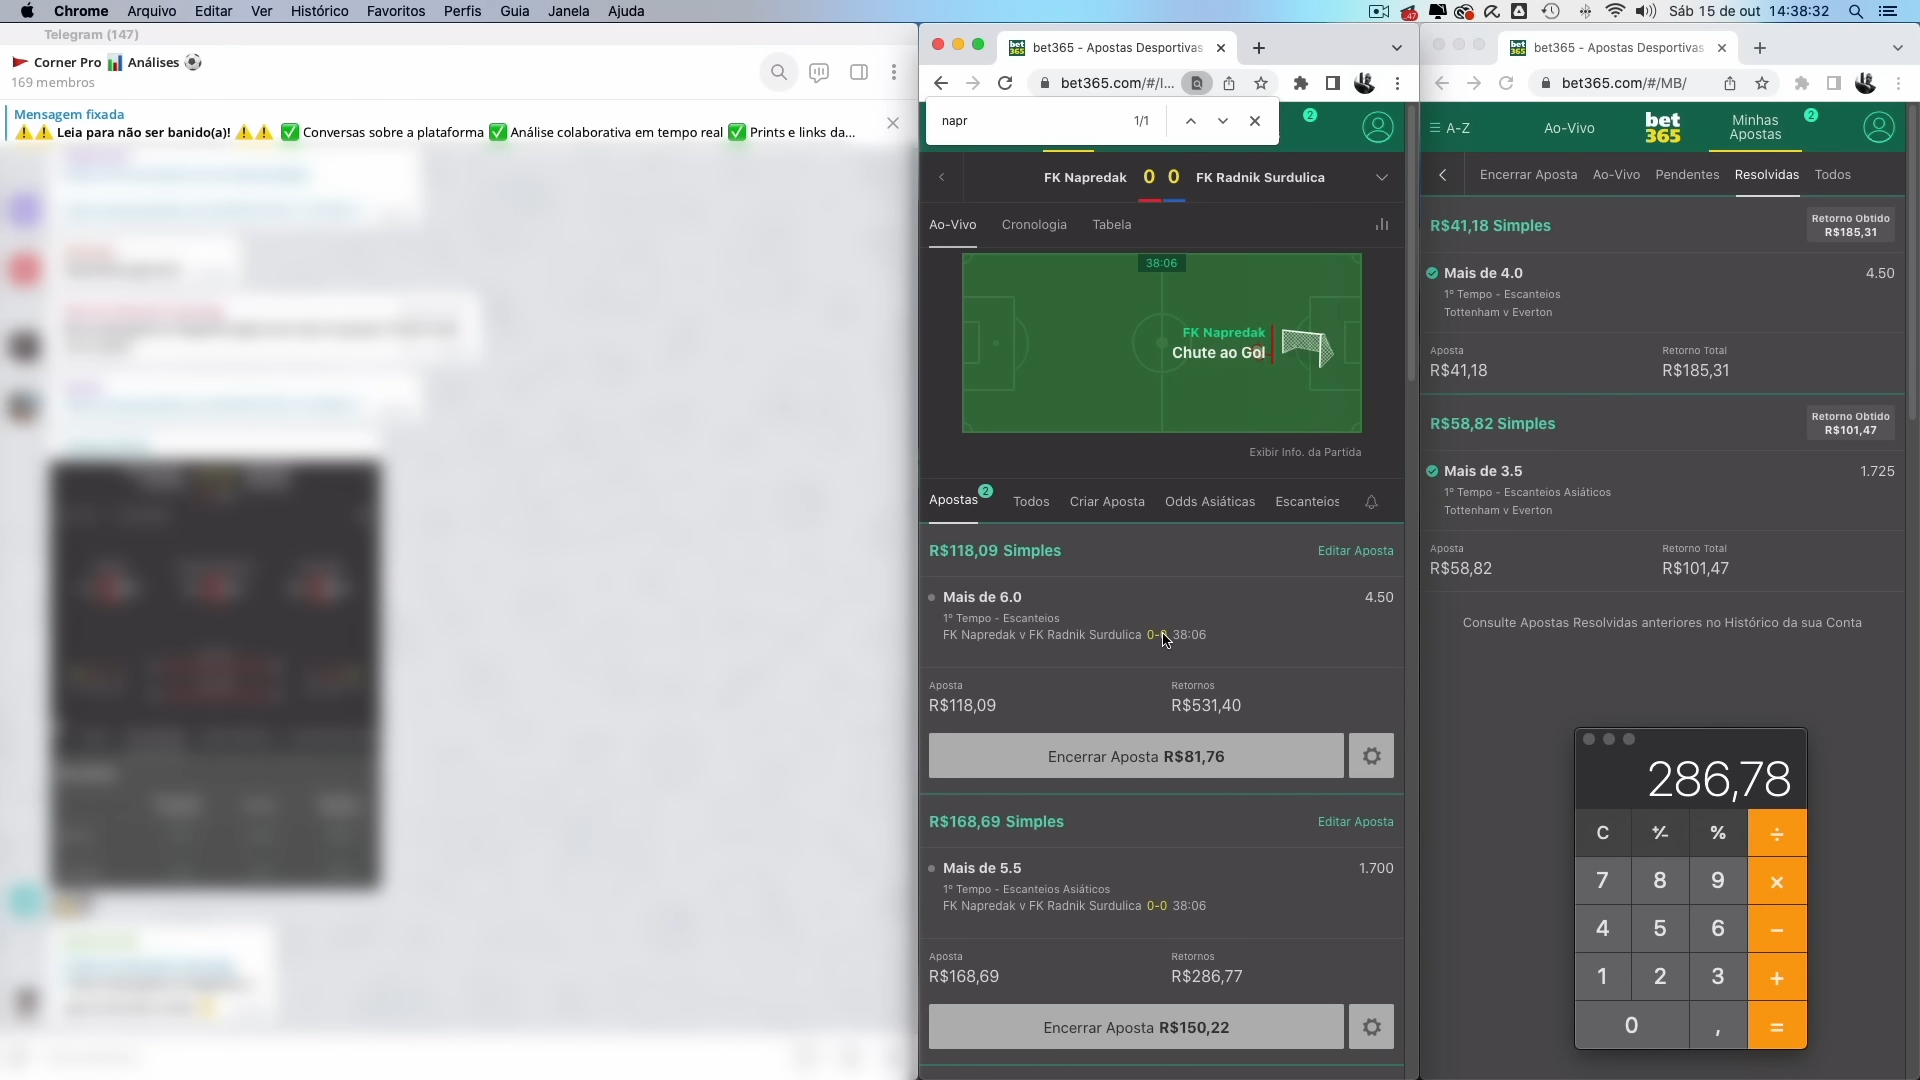 Chrome Arquivo Editar Ver Histórico Favoritos Perfis Guia Janela Ajuda
47
Sáb 15 de out 14:38:32
Telegram (147)
Corner Pro 📊 Análises ⚽
169 membros
Mensagem fixada
⚠️⚠️ Leia para não ser banido(a)! ⚠️⚠️ ✅ Conversas sobre a plataforma ✅ Análise colaborativa em tempo real ✅ Prints e links da...
bet365 - Apostas Desportivas
bet365.com/#/I...
napr 1/1
2
FK Napredak 0 0 FK Radnik Surdulica
Ao-Vivo Cronologia Tabela
38:06
FK Napredak
Chute ao Gol
Exibir Info. da Partida
Apostas 2 Todos Criar Aposta Odds Asiáticas Escanteios
R$118,09 Simples Editar Aposta
Mais de 6.0 4.50
1º Tempo - Escanteios
FK Napredak v FK Radnik Surdulica 0-0 38:06
Aposta Retornos
R$118,09 R$531,40
Encerrar Aposta R$81,76
R$168,69 Simples Editar Aposta
Mais de 5.5 1.700
1º Tempo - Escanteios Asiáticos
FK Napredak v FK Radnik Surdulica 0-0 38:06
Aposta Retornos
R$168,69 R$286,77
Encerrar Aposta R$150,22
bet365 - Apostas Desportivas
bet365.com/#/MB/
A-Z Ao-Vivo bet365 Minhas Apostas 2
Encerrar Aposta Ao-Vivo Pendentes Resolvidas Todos
R$41,18 Simples Retorno Obtido
R$185,31
Mais de 4.0 4.50
1º Tempo - Escanteios
Tottenham v Everton
Aposta Retorno Total
R$41,18 R$185,31
R$58,82 Simples Retorno Obtido
R$101,47
Mais de 3.5 1.725
1º Tempo - Escanteios Asiáticos
Tottenham v Everton
Aposta Retorno Total
R$58,82 R$101,47
Consulte Apostas Resolvidas anteriores no Histórico da sua Conta
286,78
C ⁺⁄₋ % ÷
7 8 9 ×
4 5 6 −
1 2 3 +
0 , =